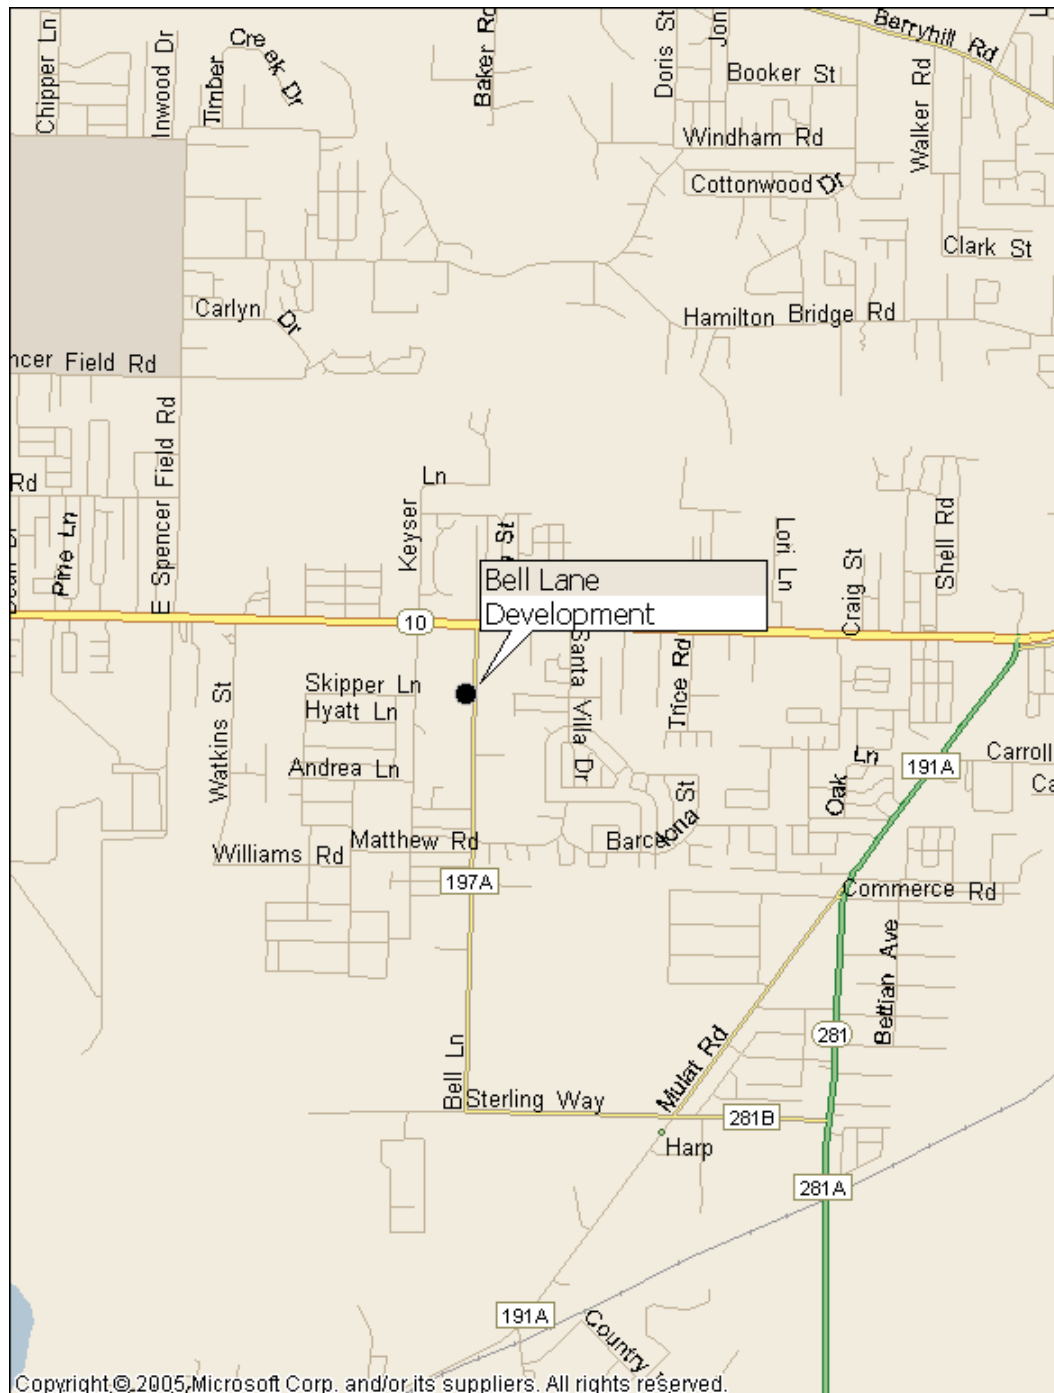 Chipper Ln
Inwood Dr
Timber Creek Dr
Baker Rd
Doris St
Jon
Barryhill Rd
Booker St
Walker Rd
Windham Rd
Cottonwood Dr
Clark St
Carlyn Dr
Hamilton Bridge Rd
ncer Field Rd
E Spencer Field Rd
Rd
Pine Ln
Keyser Ln
St
Lori Ln
Craig St
Shell Rd
Bell Lane
Development
10
Skipper Ln
Hyatt Ln
Santa Villa Dr
Trice Rd
Watkins St
Andrea Ln
191A
Carroll
Ca
Oak Ln
Matthew Rd
Williams Rd
Barcelona St
197A
Commerce Rd
Bettian Ave
281
Mulat Rd
Bell Ln
Sterling Way
281B
Harp
281A
191A
Country
Copyright © 2005 Microsoft Corp. and/or its suppliers. All rights reserved.